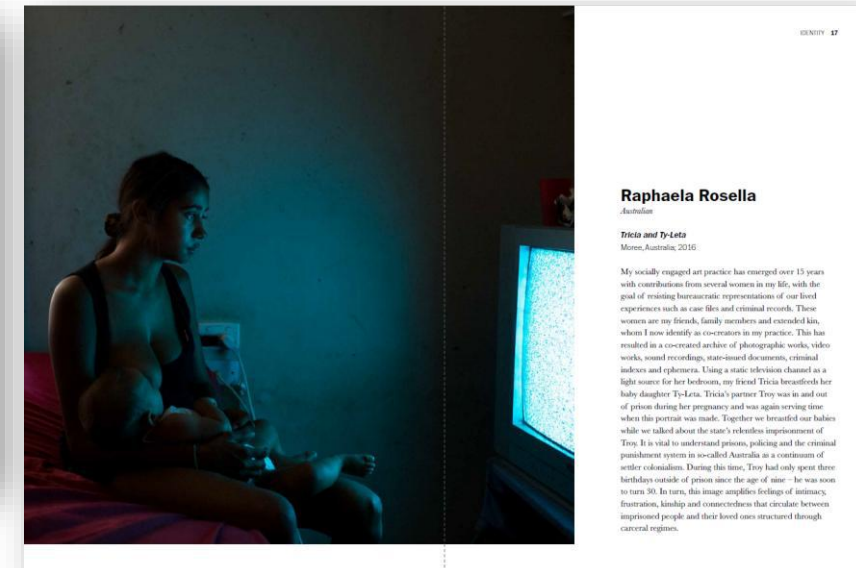 IDENTITY 17
Raphaela Rosella
Australian
Tricia and Ty-Leta
Moree, Australia; 2016
My socially engaged art practice has emerged over 15 years
with contributions from several women in my life, with the
goal of resisting bureaucratic representations of our lived
experiences such as case files and criminal records. These
women are my friends, family members and extended kin,
whom I now identify as co-creators in my practice. This has
resulted in a co-created archive of photographic works, video
works, sound recordings, state-issued documents, criminal
indexes and ephemera. Using a static television channel as a
light source for her bedroom, my friend Tricia breastfeeds her
baby daughter Ty-Leta. Tricia's partner Troy was in and out
of prison during her pregnancy and was again serving time
when this portrait was made. Together we breastfed our babies
while we talked about the state's relentless imprisonment of
Troy. It is vital to understand prisons, policing and the criminal
punishment system in so-called Australia as a continuum of
settler colonialism. During this time, Troy had only spent three
birthdays outside of prison since the age of nine – he was soon
to turn 30. In turn, this image amplifies feelings of intimacy,
frustration, kinship and connectedness that circulate between
imprisoned people and their loved ones structured through
carceral regimes.